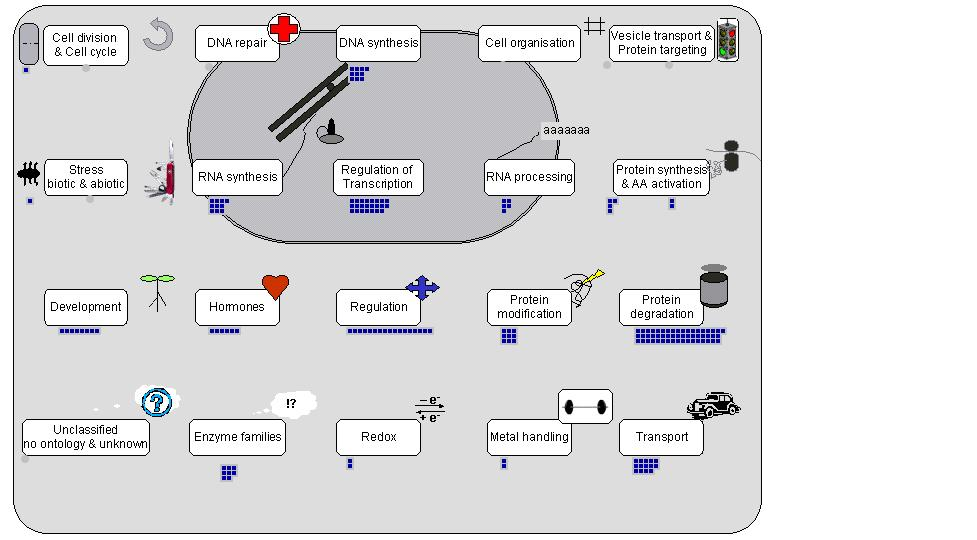 Cell division
& Cell cycle
DNA repair
DNA synthesis
Cell organisation
Vesicle transport &
Protein targeting
aaaaaaa
Stress
biotic & abiotic
RNA synthesis
Regulation of
Transcription
RNA processing
Protein synthesis
& AA activation
Development
Hormones
Regulation
Protein
modification
Protein
degradation
?
!?
– e-
+ e-
Unclassified
no ontology & unknown
Enzyme families
Redox
Metal handling
Transport